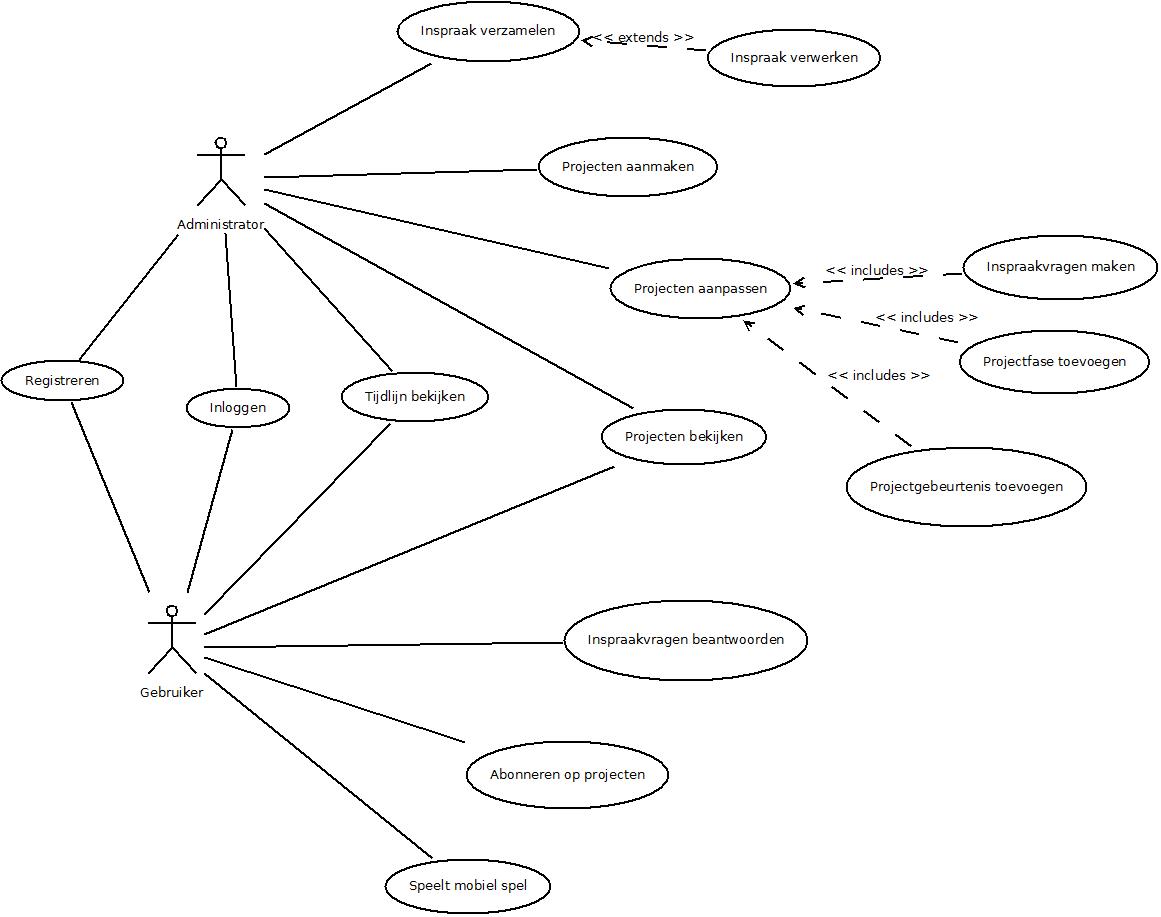 Inspraak verzamelen
<< extends >>
Inspraak verwerken
Projecten aanmaken
Administrator
Projecten aanpassen
<< includes >>
Inspraakvragen maken
<< includes >>
Projectfase toevoegen
<< includes >>
Registreren
Inloggen
Tijdlijn bekijken
Projecten bekijken
Projectgebeurtenis toevoegen
Gebruiker
Inspraakvragen beantwoorden
Abonneren op projecten
Speelt mobiel spel